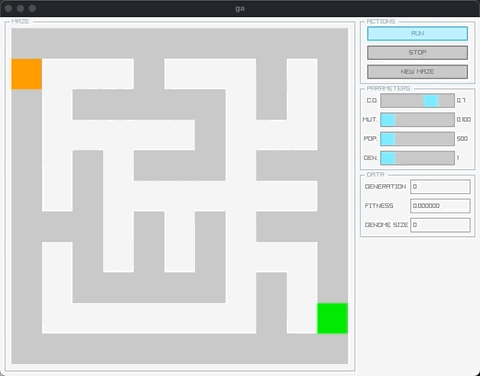 ga
MAZE
ACTIONS
RUN
STOP
NEW MAZE
PARAMETERS
C.O. 0.7
MUT. 0.100
POP. 500
GEN. 1
DATA
GENERATION 0
FITNESS 0.000000
GENOME SIZE 0